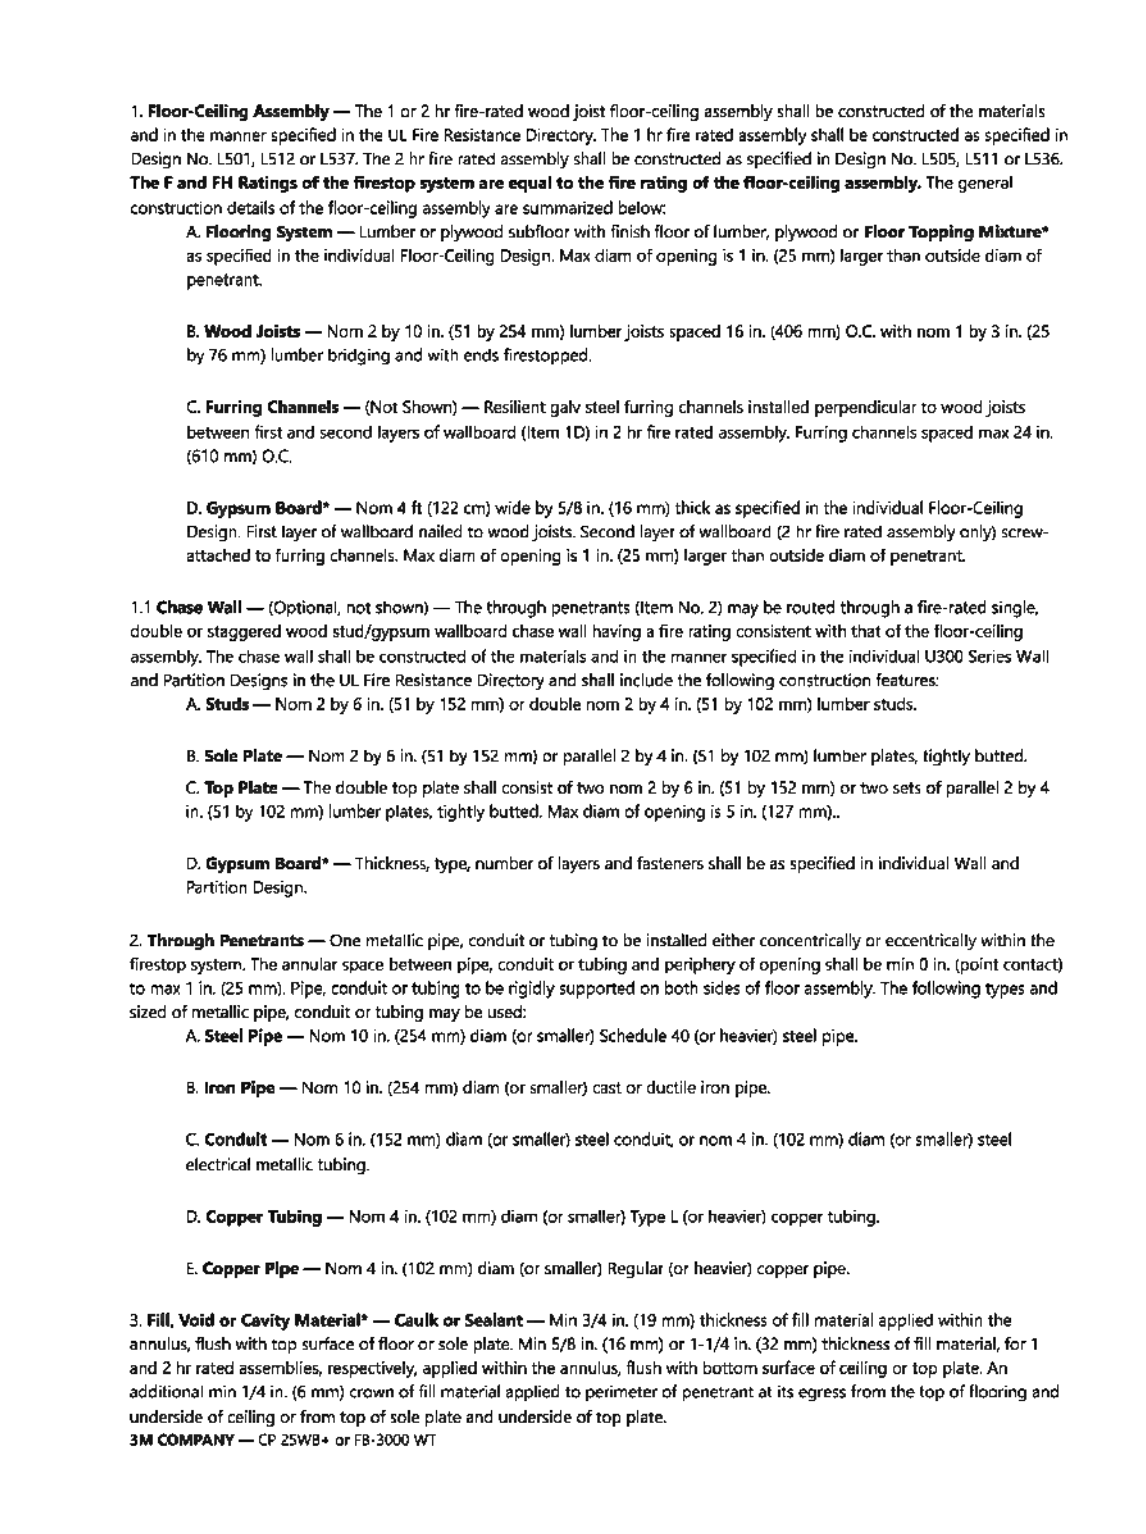 1. Floor-Ceiling Assembly — The 1 or 2 hr fire-rated wood joist floor-ceiling assembly shall be constructed of the materials
and in the manner specified in the UL Fire Resistance Directory. The 1 hr fire rated assembly shall be constructed as specified in
Design No. L501, L512 or L537. The 2 hr fire rated assembly shall be constructed as specified in Design No. L505, L511 or L536.
The F and FH Ratings of the firestop system are equal to the fire rating of the floor-ceiling assembly. The general
construction details of the floor-ceiling assembly are summarized below:
A. Flooring System — Lumber or plywood subfloor with finish floor of lumber, plywood or Floor Topping Mixture*
as specified in the individual Floor-Ceiling Design. Max diam of opening is 1 in. (25 mm) larger than outside diam of
penetrant.
B. Wood Joists — Nom 2 by 10 in. (51 by 254 mm) lumber joists spaced 16 in. (406 mm) O.C. with nom 1 by 3 in. (25
by 76 mm) lumber bridging and with ends firestopped.
C. Furring Channels — (Not Shown) — Resilient galv steel furring channels installed perpendicular to wood joists
between first and second layers of wallboard (Item 1D) in 2 hr fire rated assembly. Furring channels spaced max 24 in.
(610 mm) O.C.
D. Gypsum Board* — Nom 4 ft (122 cm) wide by 5/8 in. (16 mm) thick as specified in the individual Floor-Ceiling
Design. First layer of wallboard nailed to wood joists. Second layer of wallboard (2 hr fire rated assembly only) screw-
attached to furring channels. Max diam of opening is 1 in. (25 mm) larger than outside diam of penetrant.
1.1 Chase Wall — (Optional, not shown) — The through penetrants (Item No. 2) may be routed through a fire-rated single,
double or staggered wood stud/gypsum wallboard chase wall having a fire rating consistent with that of the floor-ceiling
assembly. The chase wall shall be constructed of the materials and in the manner specified in the individual U300 Series Wall
and Partition Designs in the UL Fire Resistance Directory and shall include the following construction features:
A. Studs — Nom 2 by 6 in. (51 by 152 mm) or double nom 2 by 4 in. (51 by 102 mm) lumber studs.
B. Sole Plate — Nom 2 by 6 in. (51 by 152 mm) or parallel 2 by 4 in. (51 by 102 mm) lumber plates, tightly butted.
C. Top Plate — The double top plate shall consist of two nom 2 by 6 in. (51 by 152 mm) or two sets of parallel 2 by 4
in. (51 by 102 mm) lumber plates, tightly butted. Max diam of opening is 5 in. (127 mm)..
D. Gypsum Board* — Thickness, type, number of layers and fasteners shall be as specified in individual Wall and
Partition Design.
2. Through Penetrants — One metallic pipe, conduit or tubing to be installed either concentrically or eccentrically within the
firestop system. The annular space between pipe, conduit or tubing and periphery of opening shall be min 0 in. (point contact)
to max 1 in. (25 mm). Pipe, conduit or tubing to be rigidly supported on both sides of floor assembly. The following types and
sized of metallic pipe, conduit or tubing may be used:
A. Steel Pipe — Nom 10 in. (254 mm) diam (or smaller) Schedule 40 (or heavier) steel pipe.
B. Iron Pipe — Nom 10 in. (254 mm) diam (or smaller) cast or ductile iron pipe.
C. Conduit — Nom 6 in. (152 mm) diam (or smaller) steel conduit, or nom 4 in. (102 mm) diam (or smaller) steel
electrical metallic tubing.
D. Copper Tubing — Nom 4 in. (102 mm) diam (or smaller) Type L (or heavier) copper tubing.
E. Copper Pipe — Nom 4 in. (102 mm) diam (or smaller) Regular (or heavier) copper pipe.
3. Fill, Void or Cavity Material* — Caulk or Sealant — Min 3/4 in. (19 mm) thickness of fill material applied within the
annulus, flush with top surface of floor or sole plate. Min 5/8 in. (16 mm) or 1-1/4 in. (32 mm) thickness of fill material, for 1
and 2 hr rated assemblies, respectively, applied within the annulus, flush with bottom surface of ceiling or top plate. An
additional min 1/4 in. (6 mm) crown of fill material applied to perimeter of penetrant at its egress from the top of flooring and
underside of ceiling or from top of sole plate and underside of top plate.
3M COMPANY — CP 25WB+ or FB-3000 WT